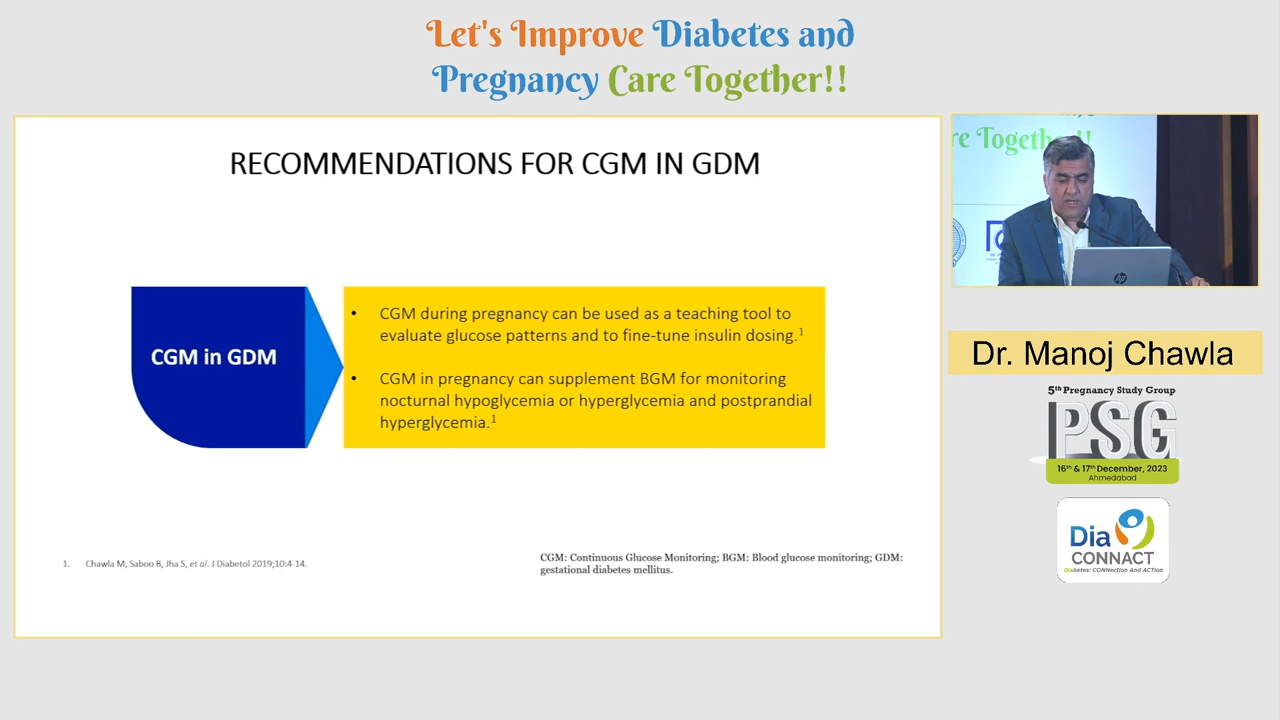 Let's Improve Diabetes and
Pregnancy Care Together!!
RECOMMENDATIONS FOR CGM IN GDM
CGM in GDM
• CGM during pregnancy can be used as a teaching tool to
evaluate glucose patterns and to fine-tune insulin dosing.1
• CGM in pregnancy can supplement BGM for monitoring
nocturnal hypoglycemia or hyperglycemia and postprandial
hyperglycemia.1
1. Chawla M, Saboo B, Jha S, et al. J Diabetol 2019;10:4-14.
CGM: Continuous Glucose Monitoring; BGM: Blood glucose monitoring; GDM:
gestational diabetes mellitus.
re Together!!
hp
Dr. Manoj Chawla
5th Pregnancy Study Group
PSG
16th & 17th December, 2023
Ahmedabad
Dia
CONNACT
Diabetes: CONNection And ACTion